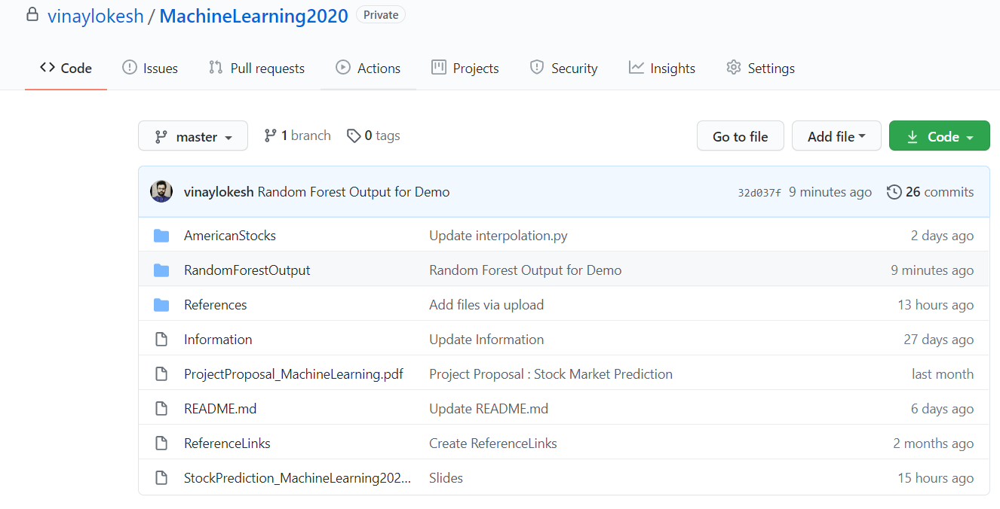 vinaylokesh / MachineLearning2020 Private
Code Issues Pull requests Actions Projects Security Insights Settings
master 1 branch 0 tags Go to file Add file Code
vinaylokesh Random Forest Output for Demo 32d037f 9 minutes ago 26 commits
AmericanStocks Update interpolation.py 2 days ago
RandomForestOutput Random Forest Output for Demo 9 minutes ago
References Add files via upload 13 hours ago
Information Update Information 27 days ago
ProjectProposal_MachineLearning.pdf Project Proposal : Stock Market Prediction last month
README.md Update README.md 6 days ago
ReferenceLinks Create ReferenceLinks 2 months ago
StockPrediction_MachineLearning202... Slides 15 hours ago